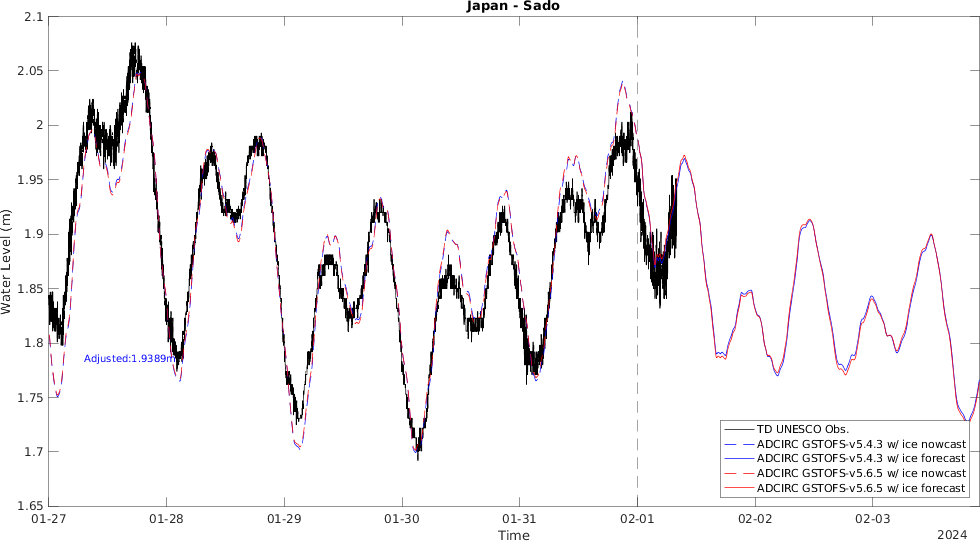 Japan - Sado
2.1
2.05
2
1.95
1.9
1.85
1.8
1.75
1.7
1.65
Water Level (m)
Adjusted:1.9389m
TD UNESCO Obs.
ADCIRC GSTOFS-v5.4.3 w/ ice nowcast
ADCIRC GSTOFS-v5.4.3 w/ ice forecast
ADCIRC GSTOFS-v5.6.5 w/ ice nowcast
ADCIRC GSTOFS-v5.6.5 w/ ice forecast
01-27 01-28 01-29 01-30 01-31 02-01 02-02 02-03
Time
2024